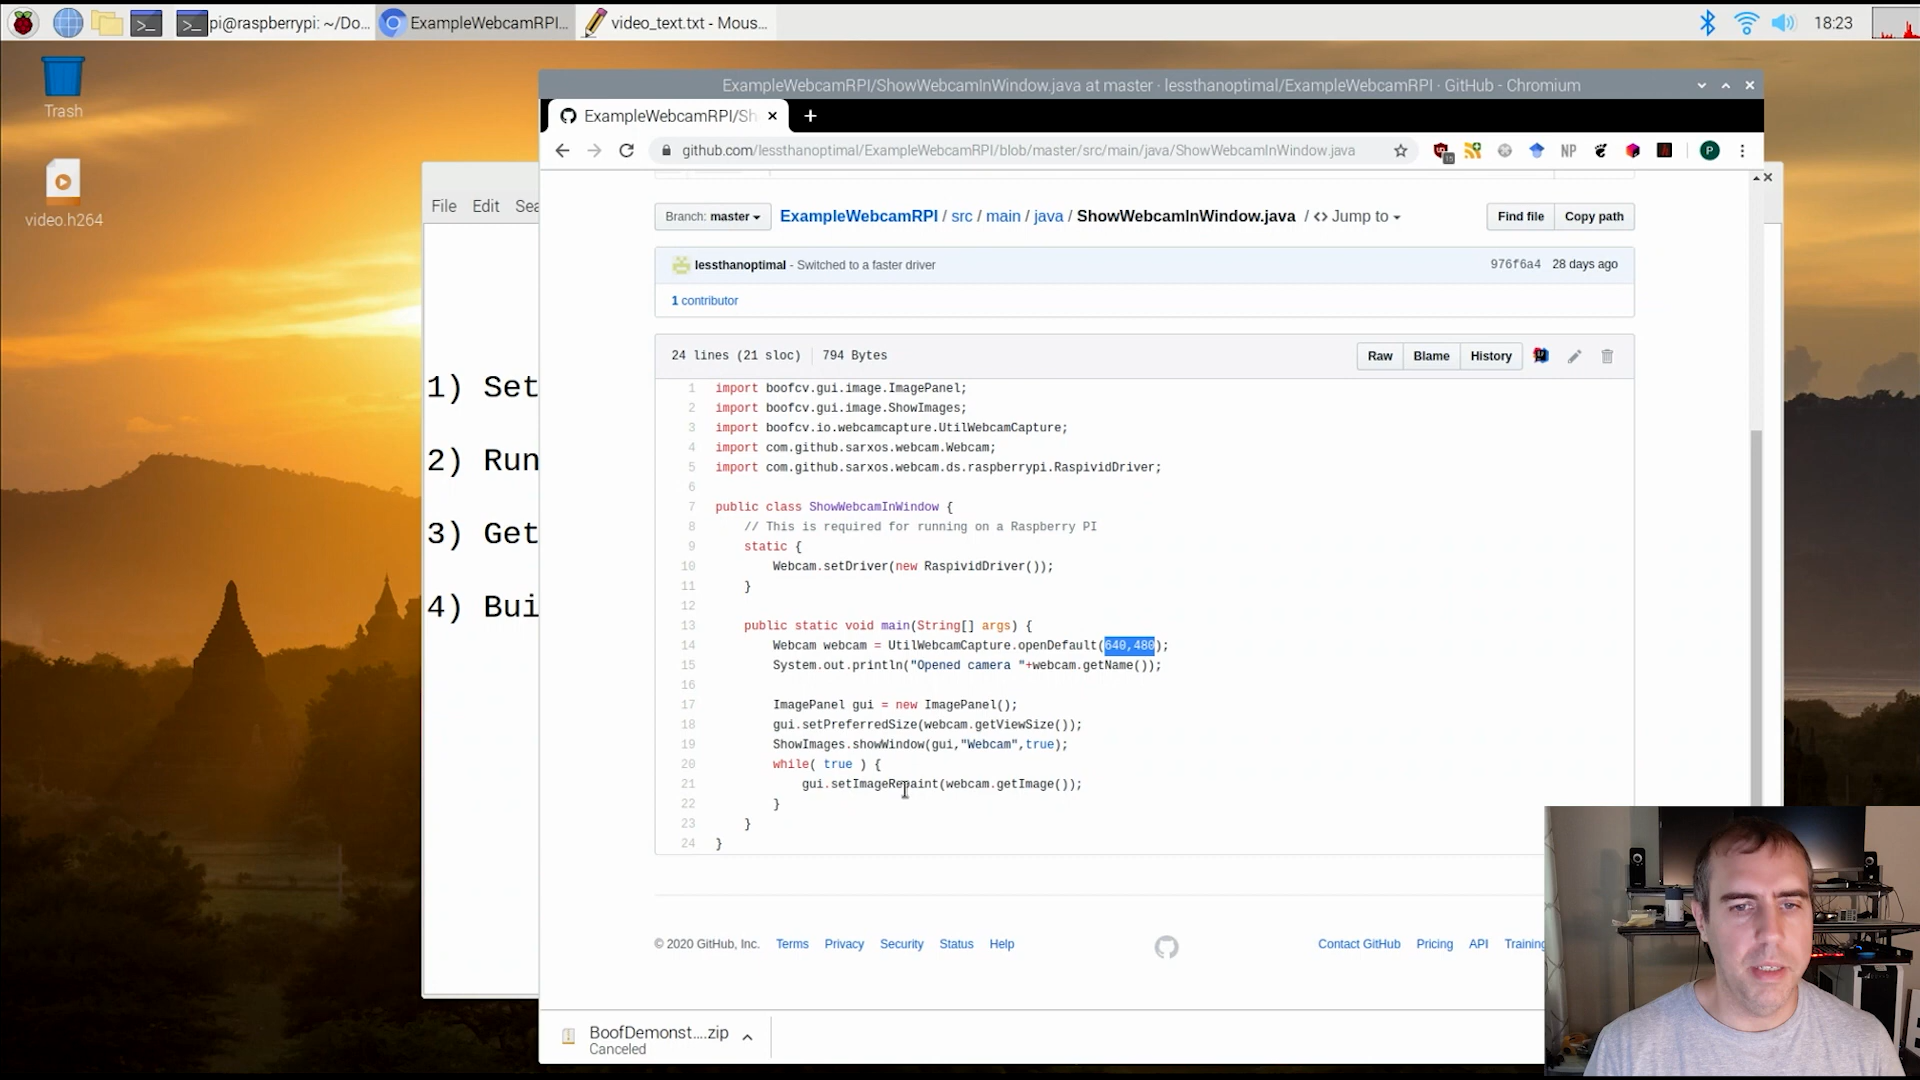 pi@raspberrypi: ~/Do...
ExampleWebcamRPI...
video_text.txt - Mous...
18:23
Trash
video.h264
File Edit Sea
1) Set
2) Run
3) Get
4) Bui
ExampleWebcamRPI/ShowWebcamInWindow.java at master · lessthanoptimal/ExampleWebcamRPI · GitHub - Chromium
ExampleWebcamRPI/Sh
github.com/lessthanoptimal/ExampleWebcamRPI/blob/master/src/main/java/ShowWebcamInWindow.java
15
NP
P
Branch: master
ExampleWebcamRPI / src / main / java / ShowWebcamInWindow.java / <> Jump to
Find file
Copy path
lessthanoptimal - Switched to a faster driver
976f6a4 28 days ago
1 contributor
24 lines (21 sloc) 794 Bytes
Raw
Blame
History
1 import boofcv.gui.image.ImagePanel;
2 import boofcv.gui.image.ShowImages;
3 import boofcv.io.webcamcapture.UtilWebcamCapture;
4 import com.github.sarxos.webcam.Webcam;
5 import com.github.sarxos.webcam.ds.raspberrypi.RaspividDriver;
6
7 public class ShowWebcamInWindow {
8 // This is required for running on a Raspberry PI
9 static {
10 Webcam.setDriver(new RaspividDriver());
11 }
12
13 public static void main(String[] args) {
14 Webcam webcam = UtilWebcamCapture.openDefault(640,480);
15 System.out.println("Opened camera "+webcam.getName());
16
17 ImagePanel gui = new ImagePanel();
18 gui.setPreferredSize(webcam.getViewSize());
19 ShowImages.showWindow(gui,"Webcam",true);
20 while( true ) {
21 gui.setImageRepaint(webcam.getImage());
22 }
23 }
24 }
© 2020 GitHub, Inc. Terms Privacy Security Status Help
Contact GitHub Pricing API Training
BoofDemonst....zip
Canceled